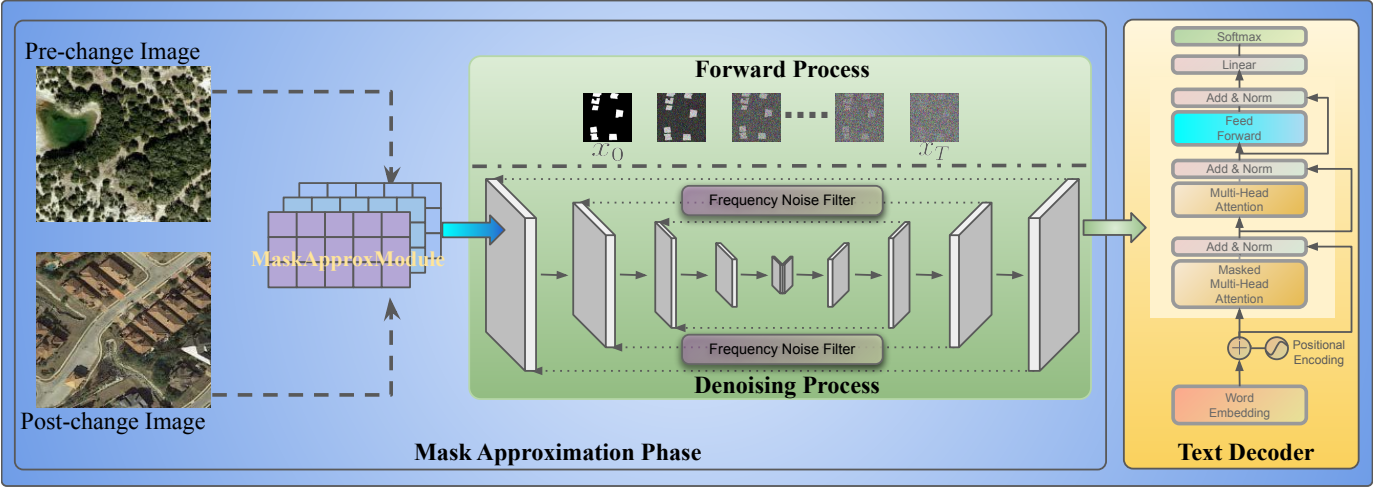 Pre-change Image
Post-change Image
MaskApproxModule
Forward Process
x_0
x_T
Frequency Noise Filter
Frequency Noise Filter
Denoising Process
Mask Approximation Phase
Softmax
Linear
Add & Norm
Feed
Forward
Add & Norm
Multi-Head
Attention
Add & Norm
Masked
Multi-Head
Attention
Positional
Encoding
Word
Embedding
Text Decoder